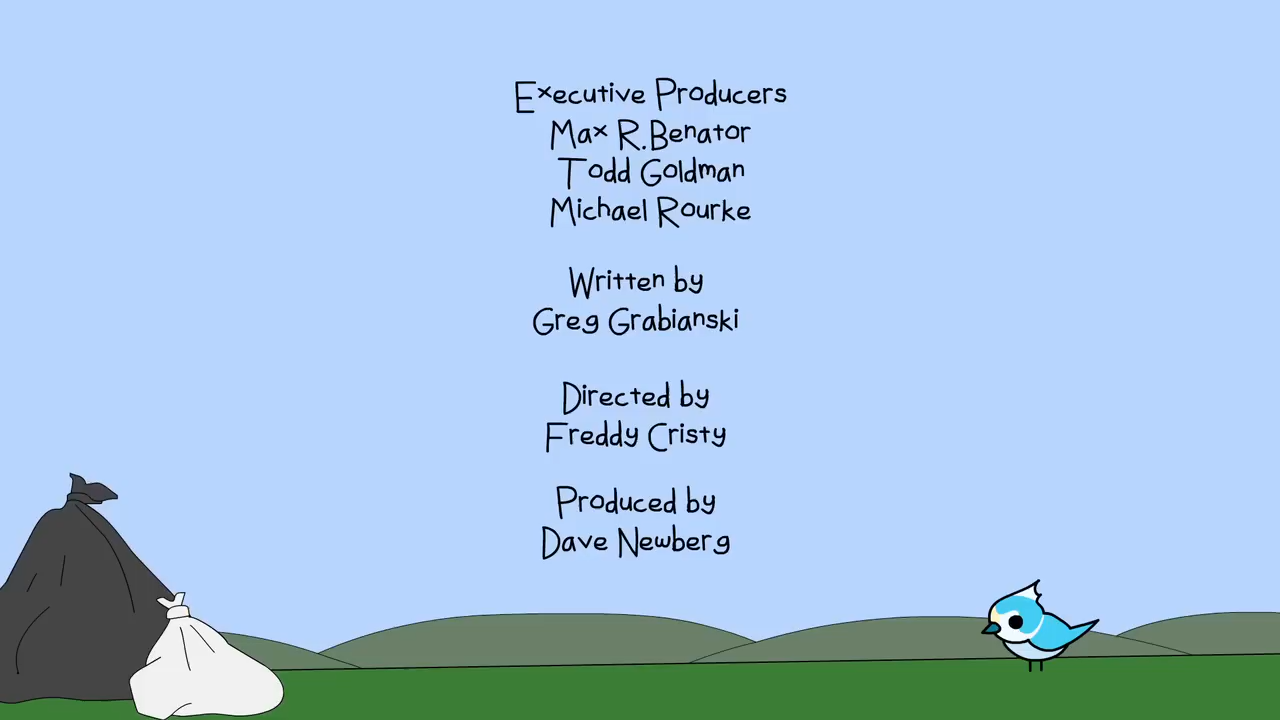 Executive Producers
Max R.Benator
Todd Goldman
Michael Rourke
Written by
Greg Grabianski
Directed by
Freddy Cristy
Produced by
Dave Newberg